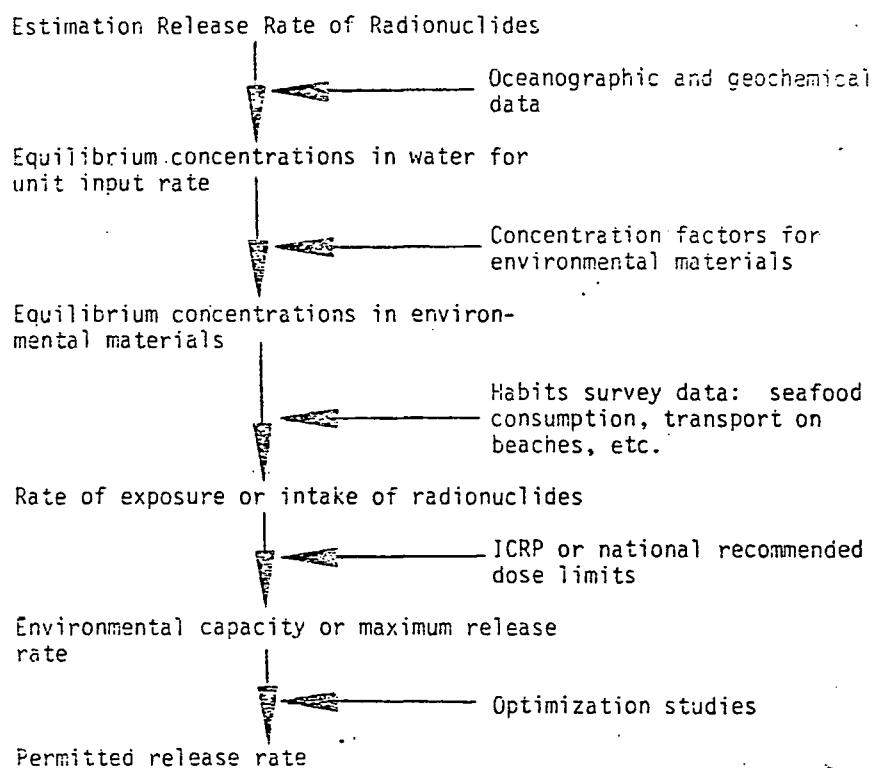 Estimation Release Rate of Radionuclides
Oceanographic and geochemical
data
Equilibrium concentrations in water for
unit input rate
Concentration factors for
environmental materials
Equilibrium concentrations in environ-
mental materials
Habits survey data: seafood
consumption, transport on
beaches, etc.
Rate of exposure or intake of radionuclides
ICRP or national recommended
dose limits
Environmental capacity or maximum release
rate
Optimization studies
Permitted release rate